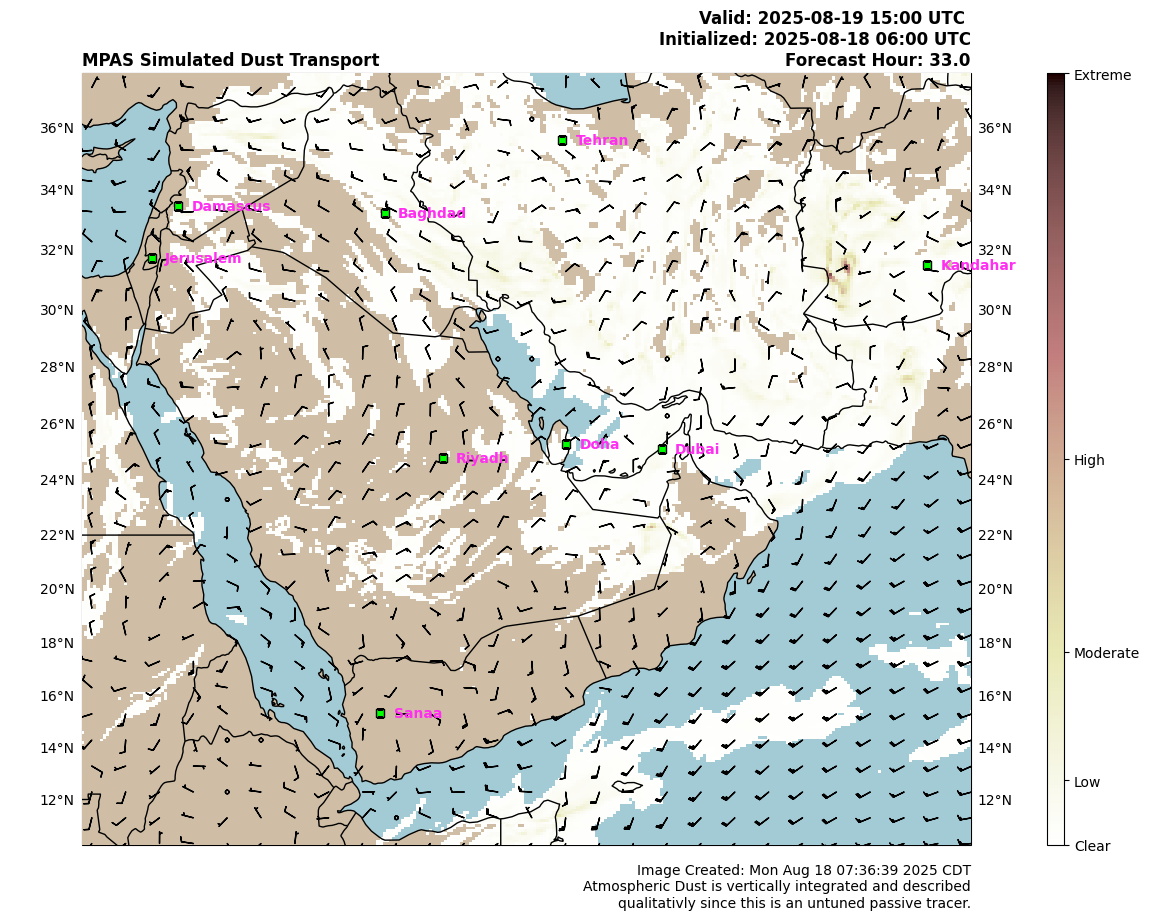 Valid: 2025-08-19 15:00 UTC
Initialized: 2025-08-18 06:00 UTC
MPAS Simulated Dust Transport Forecast Hour: 33.0
Extreme
36°N 36°N
Tehran
34°N 34°N
Damascus Baghdad
32°N 32°N
Jerusalem Kandahar
30°N 30°N
28°N 28°N
26°N 26°N
Doha Dubai
Riyadh High
24°N 24°N
22°N 22°N
20°N 20°N
18°N 18°N
Moderate
16°N 16°N
Sanaa
14°N 14°N
Low
12°N 12°N
Clear
Image Created: Mon Aug 18 07:36:39 2025 CDT
Atmospheric Dust is vertically integrated and described
qualitativly since this is an untuned passive tracer.